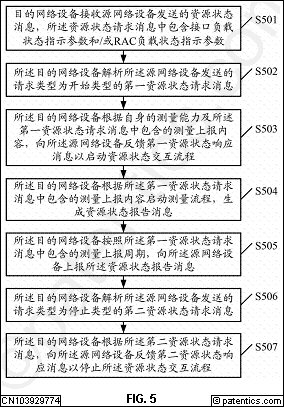 目的网络设备接收源网络设备发送的资源状态
消息，所述资源状态请求消息中包含接口负载
状态指示参数和/或RAC负载状态指示参数
S501
所述目的网络设备解析所述源网络设备发送的
请求类型为开始类型的第一资源状态请求消息
S502
所述目的网络设备根据自身的测量能力及所述
第一资源状态请求消息中包含的测量上报内
容，向所述源网络设备反馈第一资源状态响应
消息以启动资源状态交互流程
S503
所述目的网络设备根据所述第一资源状态请求
消息中包含的测量上报内容启动测量流程，生
成资源状态报告消息
S504
所述目的网络设备按照所述第一资源状态请求
消息中包含的测量上报周期，向所述源网络设
备上报所述资源状态报告消息
S505
所述目的网络设备解析所述源网络设备发送的
请求类型为停止类型的第二资源状态请求消息
S506
所述目的网络设备根据所述第二资源状态请求
消息，向所述源网络设备反馈第二资源状态响
应消息以停止所述资源状态交互流程
S507
CN103929774
FIG. 5
@ patentics.com